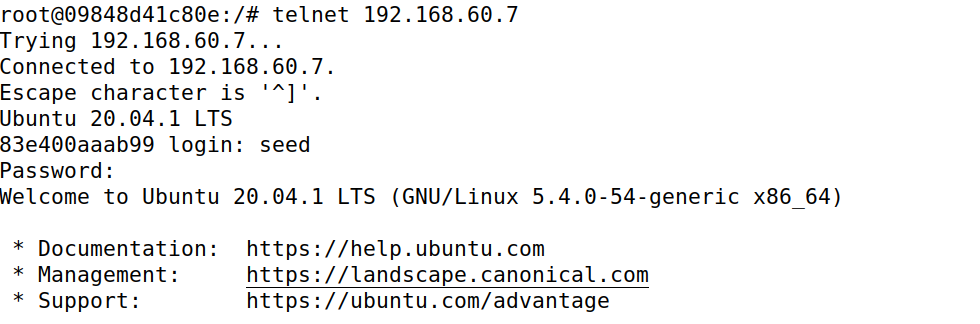 root@09848d41c80e:/# telnet 192.168.60.7
Trying 192.168.60.7...
Connected to 192.168.60.7.
Escape character is '^]'.
Ubuntu 20.04.1 LTS
83e400aaab99 login: seed
Password:
Welcome to Ubuntu 20.04.1 LTS (GNU/Linux 5.4.0-54-generic x86_64)

 * Documentation:  https://help.ubuntu.com
 * Management:     https://landscape.canonical.com
 * Support:        https://ubuntu.com/advantage